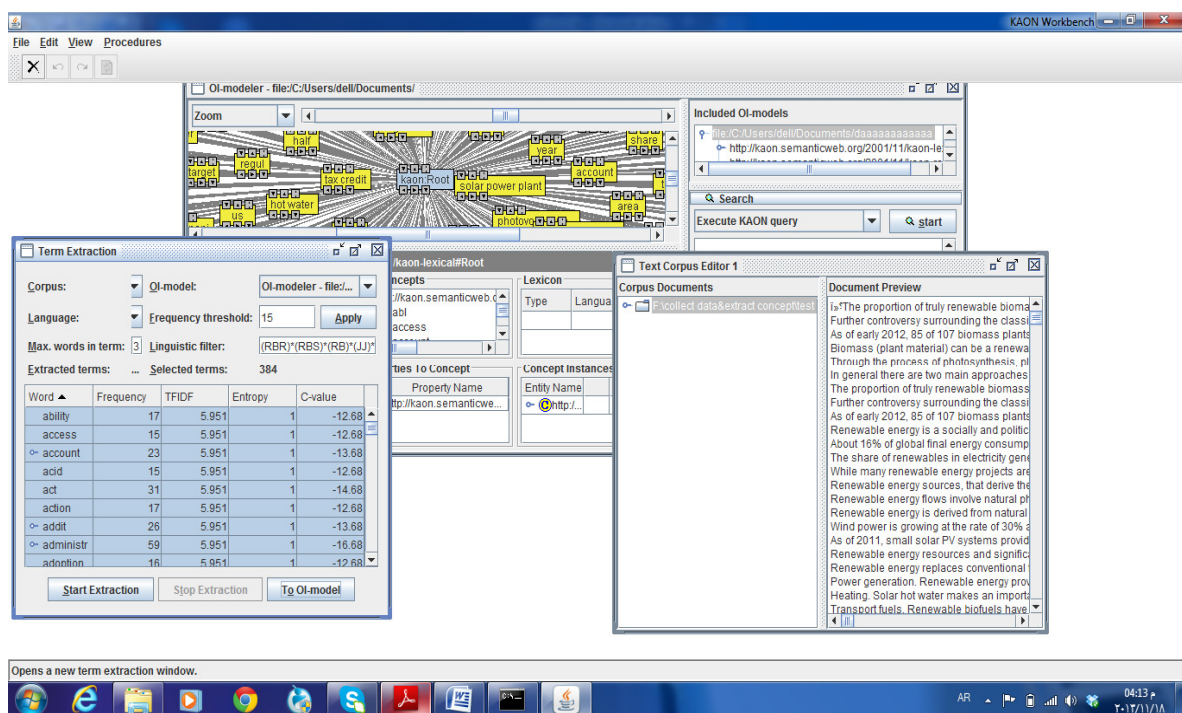 KAON Workbench
File Edit View Procedures
OI-modeler - file:/C:/Users/dell/Documents/
Zoom
half
year
share
regul
target
tax credit
kaon:Root
solar power plant
account
hot water
us
area
photovo
Included OI-models
file:/C:/Users/dell/Documents/daaaaaaaaaaaa
http://kaon.semanticweb.org/2001/11/kaon-le
Search
Execute KAON query
start
/kaon-lexical#Root
ncepts
://kaon.semanticweb.o
abl
access
Lexicon
Type Langua
rties To Concept
Property Name
ttp://kaon.semanticwe...
Concept Instances
Entity Name
http:/...
Term Extraction
Corpus: OI-model: OI-modeler - file:/...
Language: Frequency threshold: 15 Apply
Max. words in term: 3 Linguistic filter: (RBR)*(RBS)*(RB)*(JJ)*
Extracted terms: ... Selected terms: 384
Word Frequency TFIDF Entropy C-value
ability 17 5.951 1 -12.68
access 15 5.951 1 -12.68
account 23 5.951 1 -13.68
acid 15 5.951 1 -12.68
act 31 5.951 1 -14.68
action 17 5.951 1 -12.68
addit 26 5.951 1 -13.68
administr 59 5.951 1 -16.68
adoption 16 5.951 1 -12.68
Start Extraction Stop Extraction To OI-model
Text Corpus Editor 1
Corpus Documents
F:\collect data&extract concept\test
Document Preview
ï»¿The proportion of truly renewable bioma
Further controversy surrounding the classi
As of early 2012, 85 of 107 biomass plants
Biomass (plant material) can be a renewa
Through the process of photosynthesis, pl
In general there are two main approaches
The proportion of truly renewable biomass
Further controversy surrounding the classi
As of early 2012, 85 of 107 biomass plants
Renewable energy is a socially and politic
About 16% of global final energy consump
The share of renewables in electricity gene
While many renewable energy projects are
Renewable energy sources, that derive the
Renewable energy flows involve natural ph
Renewable energy is derived from natural
Wind power is growing at the rate of 30% a
As of 2011, small solar PV systems provid
Renewable energy resources and signific
Renewable energy replaces conventional
Power generation. Renewable energy prov
Heating. Solar hot water makes an importa
Transport fuels. Renewable biofuels have
Opens a new term extraction window.
AR
04:13 م
٢٠١٣/١١/١٨